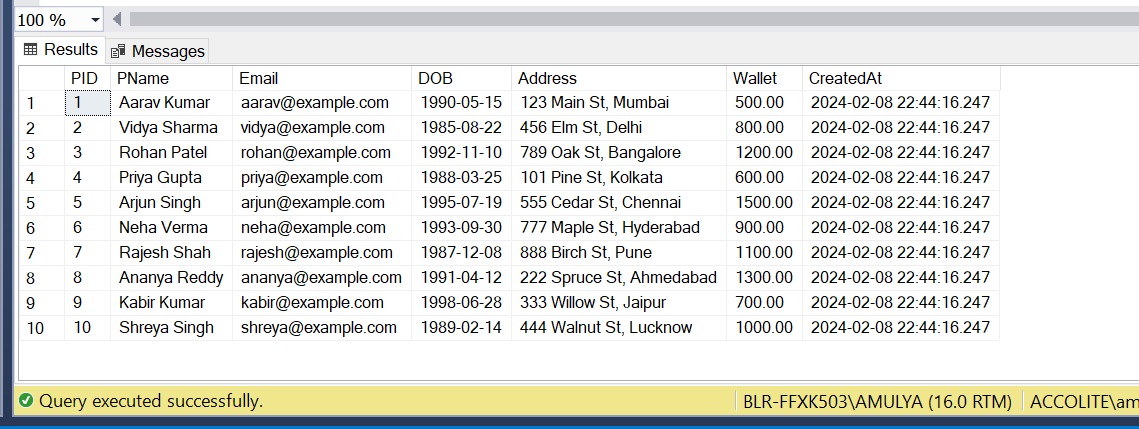 100 %
Results Messages
PID PName Email DOB Address Wallet CreatedAt
1 1 Aarav Kumar aarav@example.com 1990-05-15 123 Main St, Mumbai 500.00 2024-02-08 22:44:16.247
2 2 Vidya Sharma vidya@example.com 1985-08-22 456 Elm St, Delhi 800.00 2024-02-08 22:44:16.247
3 3 Rohan Patel rohan@example.com 1992-11-10 789 Oak St, Bangalore 1200.00 2024-02-08 22:44:16.247
4 4 Priya Gupta priya@example.com 1988-03-25 101 Pine St, Kolkata 600.00 2024-02-08 22:44:16.247
5 5 Arjun Singh arjun@example.com 1995-07-19 555 Cedar St, Chennai 1500.00 2024-02-08 22:44:16.247
6 6 Neha Verma neha@example.com 1993-09-30 777 Maple St, Hyderabad 900.00 2024-02-08 22:44:16.247
7 7 Rajesh Shah rajesh@example.com 1987-12-08 888 Birch St, Pune 1100.00 2024-02-08 22:44:16.247
8 8 Ananya Reddy ananya@example.com 1991-04-12 222 Spruce St, Ahmedabad 1300.00 2024-02-08 22:44:16.247
9 9 Kabir Kumar kabir@example.com 1998-06-28 333 Willow St, Jaipur 700.00 2024-02-08 22:44:16.247
10 10 Shreya Singh shreya@example.com 1989-02-14 444 Walnut St, Lucknow 1000.00 2024-02-08 22:44:16.247
Query executed successfully. BLR-FFXK503\AMULYA (16.0 RTM) ACCOLITE\am